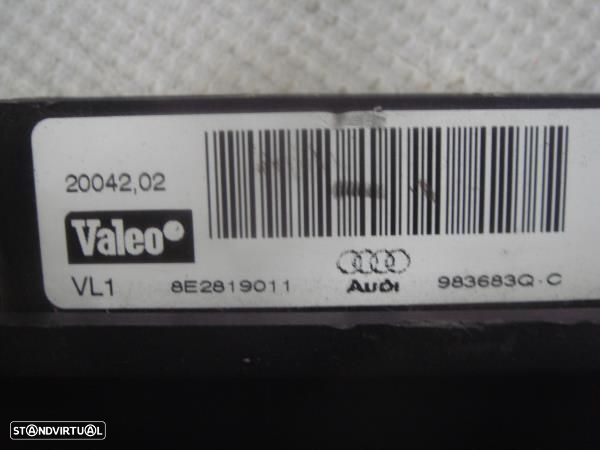 20042,02
Valeo
VL1
8E2819011
Audi
983683Q-C
STANDVIRTUAL